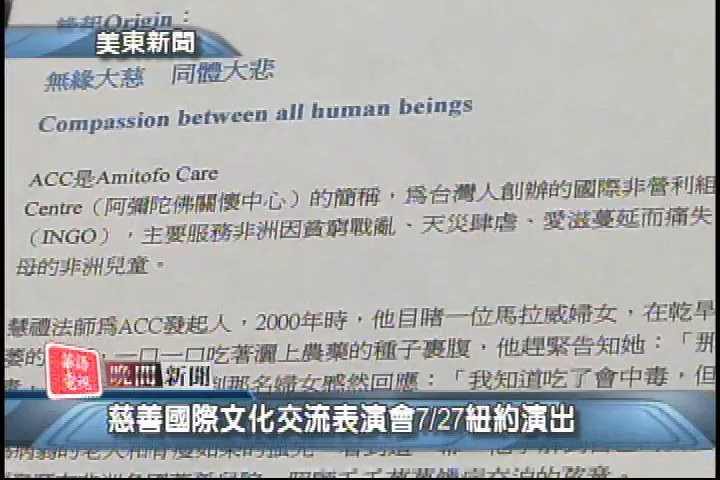 緣起Origin：
美東新聞
無緣大慈 同體大悲
Compassion between all human beings
ACC是Amitofo Care
Centre（阿彌陀佛關懷中心）的簡稱，為台灣人創辦的國際非營利組
（INGO），主要服務非洲因貧窮戰亂、天災肆虐、愛滋蔓延而痛失
母的非洲兒童。
慧禮法師為ACC發起人，2000年時，他目睹一位馬拉威婦女，在乾旱
萎的 一口一口吃著灑上農藥的種子裹腹，他趕緊告知她：「那
華語
電視
晚間新聞
那名婦女感然回應：「我知道吃了會中毒，但
慈善國際文化交流表演會7/27紐約演出